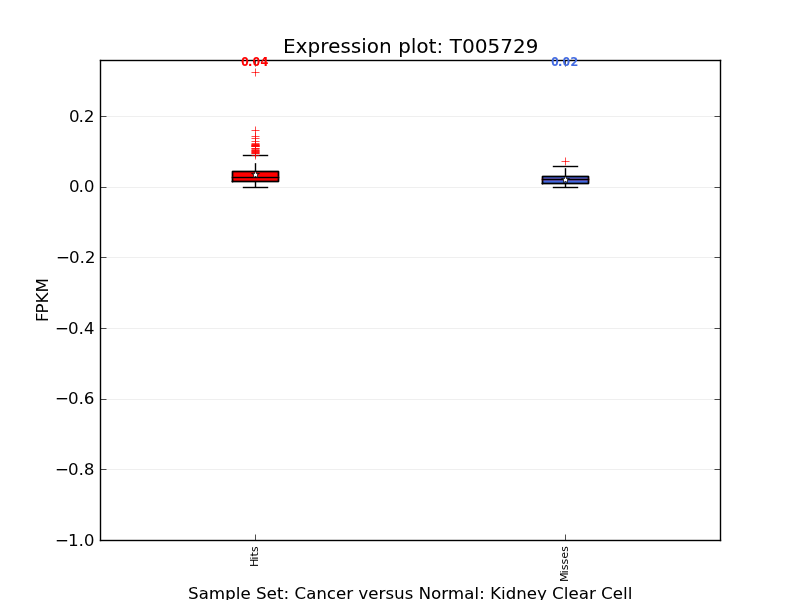 Expression plot: T005729
0.04
0.02
0.2
0.0
−0.2
−0.4
−0.6
−0.8
−1.0
FPKM
Hits
Misses
Sample Set: Cancer versus Normal: Kidney Clear Cell